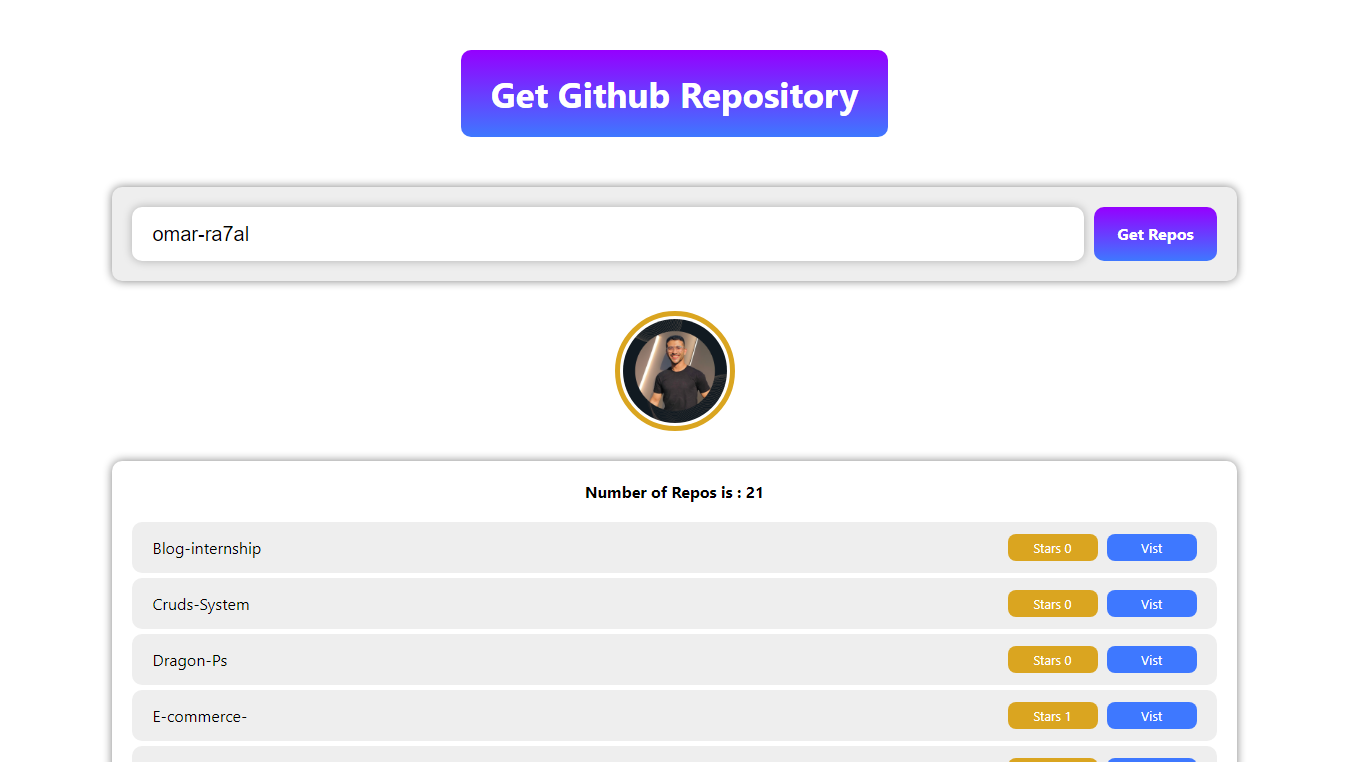 Get Github Repository
omar-ra7al
Get Repos
Number of Repos is : 21
Blog-internship
Stars 0
Vist
Cruds-System
Stars 0
Vist
Dragon-Ps
Stars 0
Vist
E-commerce-
Stars 1
Vist